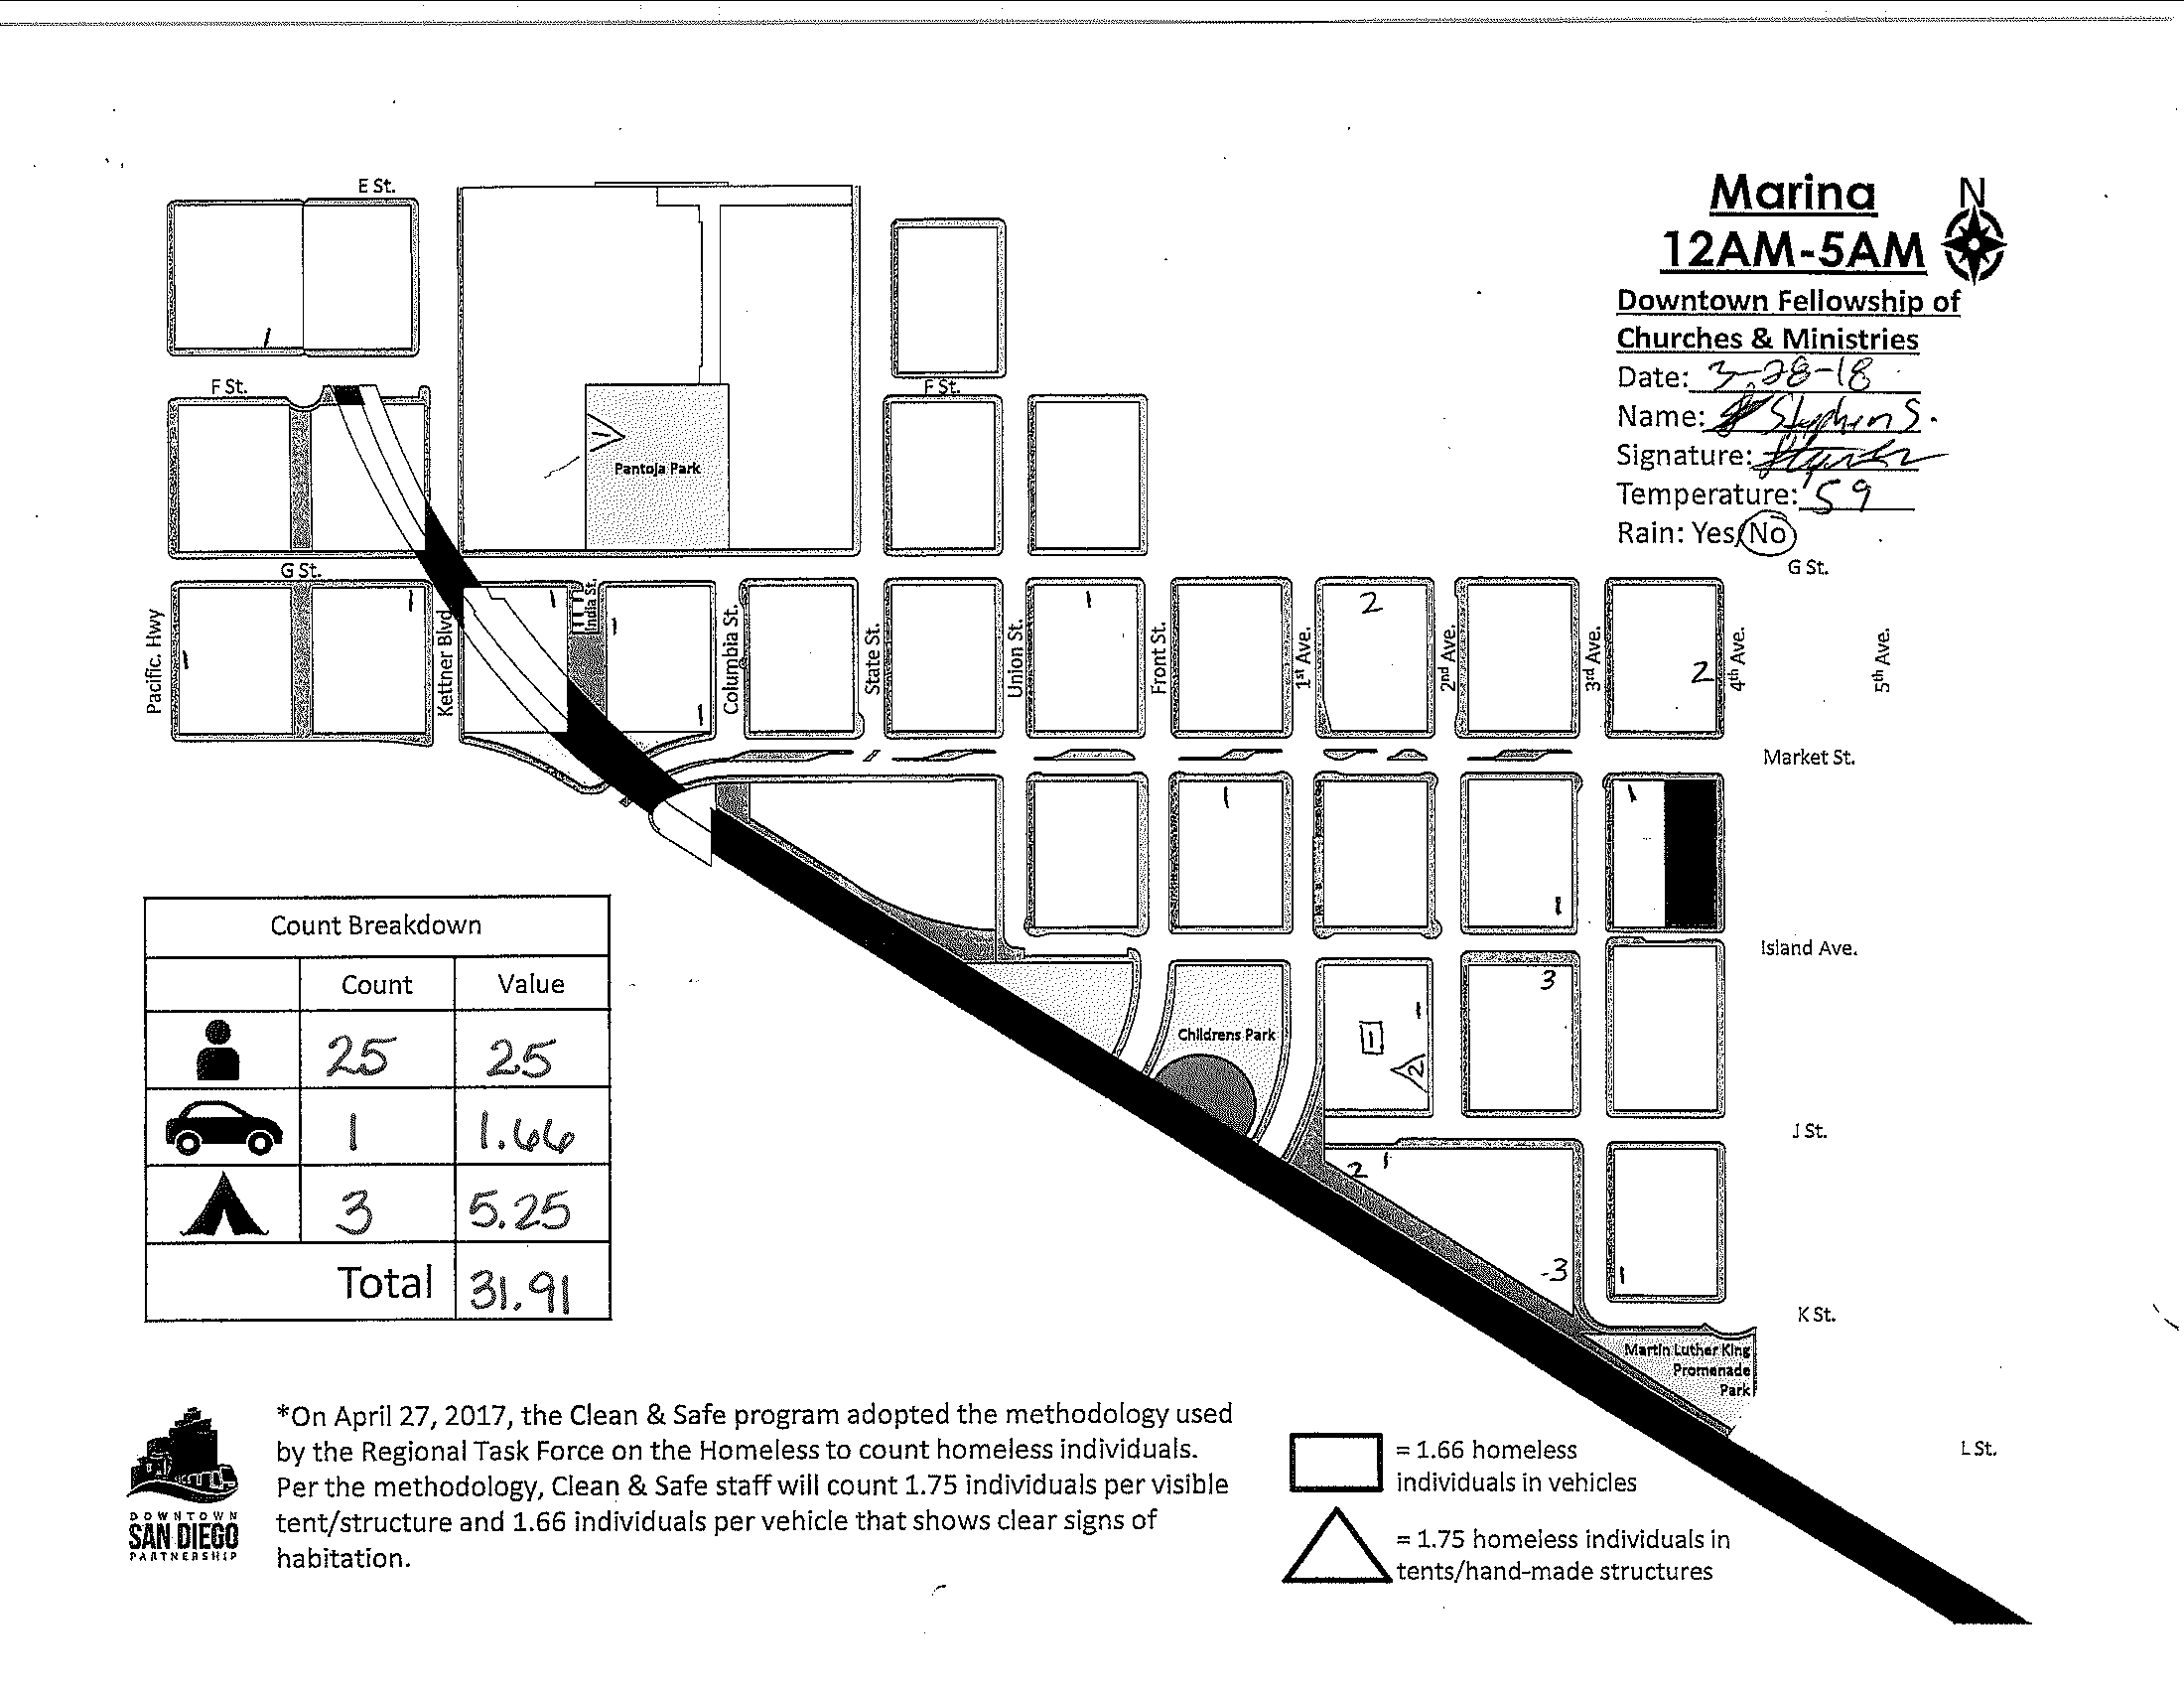 Marina
N
12AM-5AM
Downtown Fellowship of
Churches & Ministries
Date: 3-28-18
Name: Stephen S.
Signature:
Temperature: 59
Rain: Yes/No
E St.
1
F St.
F St.
1
Pantoja Park
G St.
G St.
Pacific. Hwy
Kettner Blvd
India St.
Columbia St.
State St.
Union St.
Front St.
1st Ave.
2nd Ave.
3rd Ave.
4th Ave.
5th Ave.
1
1
1
1
1
1
2
2
Market St.
1
1
1
Island Ave.
3
1
1
2
Childrens Park
J St.
2
1
-3
1
K St.
Martin Luther King
Promenade
Park
L St.
Count Breakdown
Count Value
25 25
1 1.66
3 5.25
Total 31.91
*On April 27, 2017, the Clean & Safe program adopted the methodology used
by the Regional Task Force on the Homeless to count homeless individuals.
Per the methodology, Clean & Safe staff will count 1.75 individuals per visible
tent/structure and 1.66 individuals per vehicle that shows clear signs of
habitation.
DOWNTOWN
SAN DIEGO
PARTNERSHIP
= 1.66 homeless
individuals in vehicles
= 1.75 homeless individuals in
tents/hand-made structures